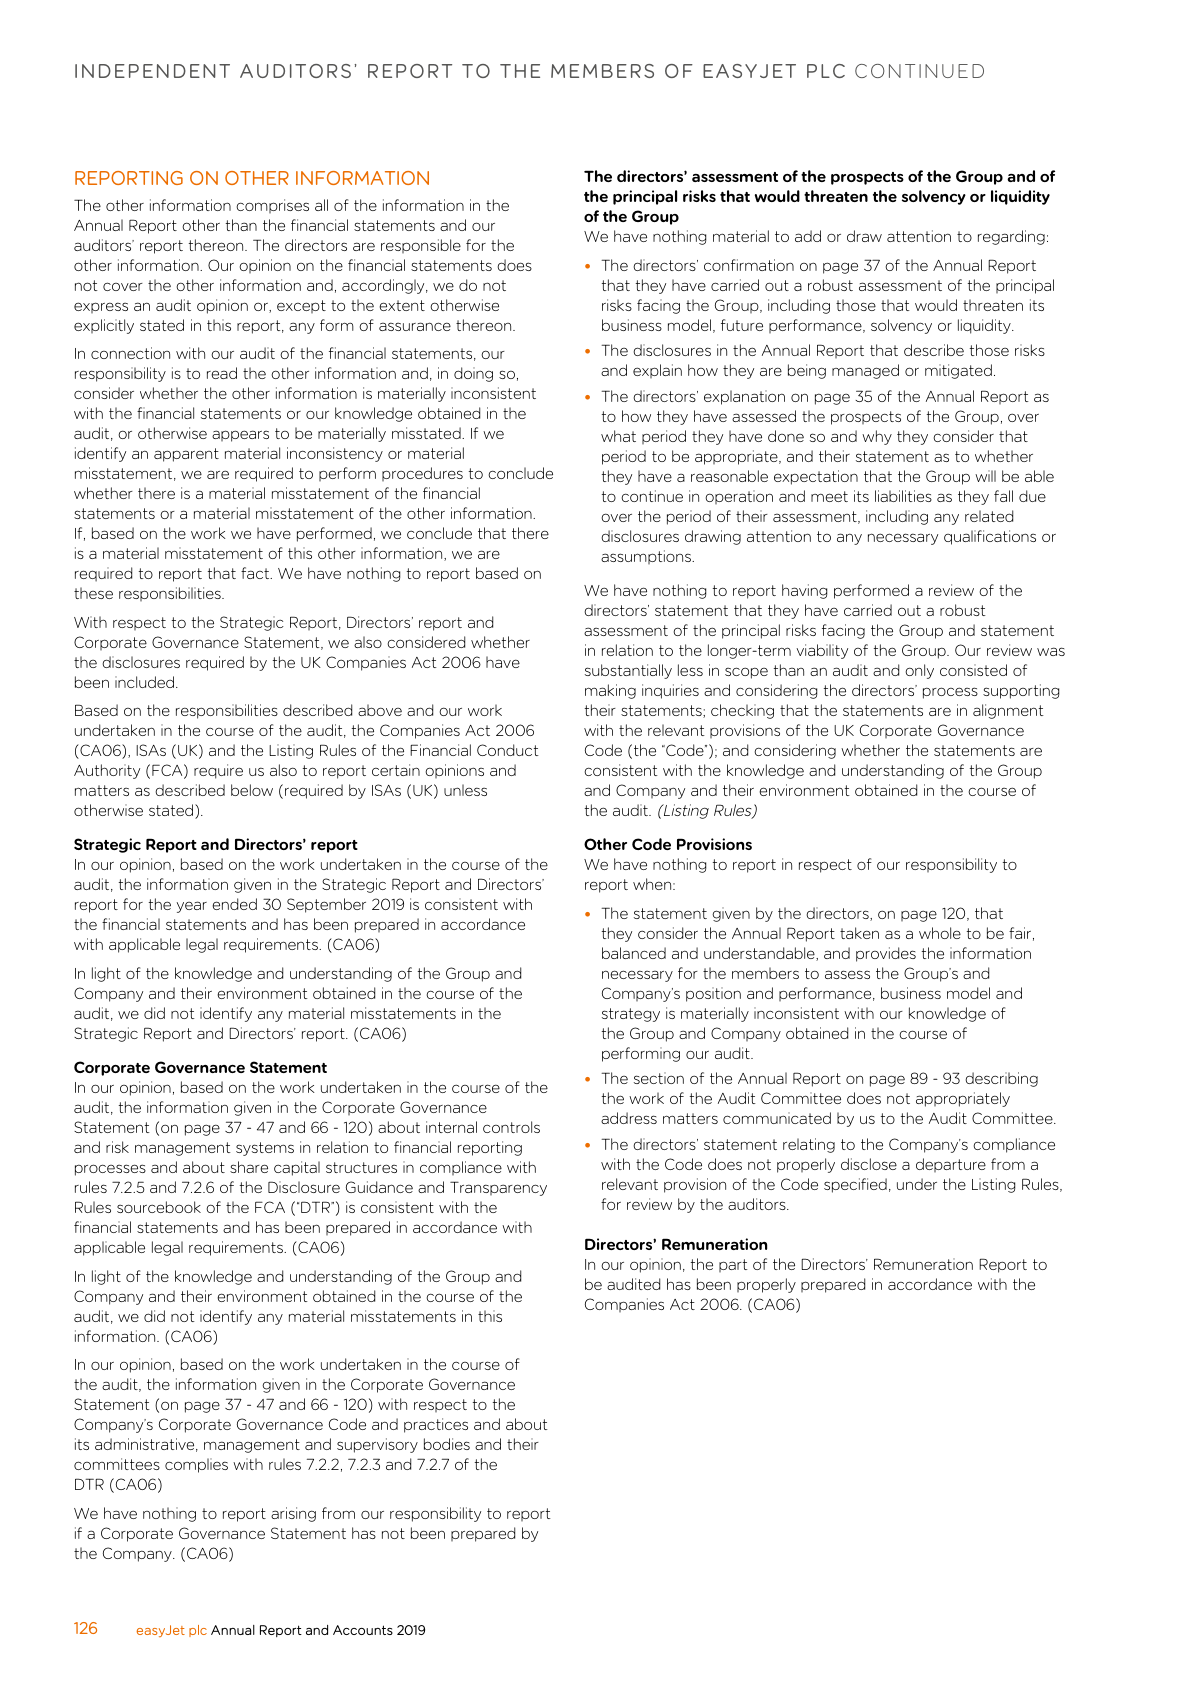 INDEPENDENT AUDITORS' REPORT TO THE MEMBERS OF EASYJET PLC CONTINUED
REPORTING ON OTHER INFORMATION
The other information comprises all of the information in the
Annual Report other than the financial statements and our
auditors' report thereon. The directors are responsible for the
other information. Our opinion on the financial statements does
not cover the other information and, accordingly, we do not
express an audit opinion or, except to the extent otherwise
explicitly stated in this report, any form of assurance thereon.
In connection with our audit of the financial statements, our
responsibility is to read the other information and, in doing so,
consider whether the other information is materially inconsistent
with the financial statements or our knowledge obtained in the
audit, or otherwise appears to be materially misstated. If we
identify an apparent material inconsistency or material
misstatement, we are required to perform procedures to conclude
whether there is a material misstatement of the financial
statements or a material misstatement of the other information.
If, based on the work we have performed, we conclude that there
is a material misstatement of this other information, we are
required to report that fact. We have nothing to report based on
these responsibilities.
With respect to the Strategic Report, Directors' report and
Corporate Governance Statement, we also considered whether
the disclosures required by the UK Companies Act 2006 have
been included.
Based on the responsibilities described above and our work
undertaken in the course of the audit, the Companies Act 2006
(CA06), ISAs (UK) and the Listing Rules of the Financial Conduct
Authority (FCA) require us also to report certain opinions and
matters as described below (required by ISAs (UK) unless
otherwise stated).
Strategic Report and Directors' report
In our opinion, based on the work undertaken in the course of the
audit, the information given in the Strategic Report and Directors'
report for the year ended 30 September 2019 is consistent with
the financial statements and has been prepared in accordance
with applicable legal requirements. (CA06)
In light of the knowledge and understanding of the Group and
Company and their environment obtained in the course of the
audit, we did not identify any material misstatements in the
Strategic Report and Directors' report. (CA06)
Corporate Governance Statement
In our opinion, based on the work undertaken in the course of the
audit, the information given in the Corporate Governance
Statement (on page 37 - 47 and 66 - 120) about internal controls
and risk management systems in relation to financial reporting
processes and about share capital structures in compliance with
rules 7.2.5 and 7.2.6 of the Disclosure Guidance and Transparency
Rules sourcebook of the FCA ("DTR") is consistent with the
financial statements and has been prepared in accordance with
applicable legal requirements. (CA06)
In light of the knowledge and understanding of the Group and
Company and their environment obtained in the course of the
audit, we did not identify any material misstatements in this
information. (CA06)
In our opinion, based on the work undertaken in the course of
the audit, the information given in the Corporate Governance
Statement (on page 37 - 47 and 66 - 120) with respect to the
Company's Corporate Governance Code and practices and about
its administrative, management and supervisory bodies and their
committees complies with rules 7.2.2, 7.2.3 and 7.2.7 of the
DTR (CA06)
We have nothing to report arising from our responsibility to report
if a Corporate Governance Statement has not been prepared by
the Company. (CA06)
The directors' assessment of the prospects of the Group and of
the principal risks that would threaten the solvency or liquidity
of the Group
We have nothing material to add or draw attention to regarding:
• The directors' confirmation on page 37 of the Annual Report
that they have carried out a robust assessment of the principal
risks facing the Group, including those that would threaten its
business model, future performance, solvency or liquidity.
• The disclosures in the Annual Report that describe those risks
and explain how they are being managed or mitigated.
• The directors' explanation on page 35 of the Annual Report as
to how they have assessed the prospects of the Group, over
what period they have done so and why they consider that
period to be appropriate, and their statement as to whether
they have a reasonable expectation that the Group will be able
to continue in operation and meet its liabilities as they fall due
over the period of their assessment, including any related
disclosures drawing attention to any necessary qualifications or
assumptions.
We have nothing to report having performed a review of the
directors' statement that they have carried out a robust
assessment of the principal risks facing the Group and statement
in relation to the longer-term viability of the Group. Our review was
substantially less in scope than an audit and only consisted of
making inquiries and considering the directors' process supporting
their statements; checking that the statements are in alignment
with the relevant provisions of the UK Corporate Governance
Code (the "Code"); and considering whether the statements are
consistent with the knowledge and understanding of the Group
and Company and their environment obtained in the course of
the audit. (Listing Rules)
Other Code Provisions
We have nothing to report in respect of our responsibility to
report when:
• The statement given by the directors, on page 120, that
they consider the Annual Report taken as a whole to be fair,
balanced and understandable, and provides the information
necessary for the members to assess the Group's and
Company's position and performance, business model and
strategy is materially inconsistent with our knowledge of
the Group and Company obtained in the course of
performing our audit.
• The section of the Annual Report on page 89 - 93 describing
the work of the Audit Committee does not appropriately
address matters communicated by us to the Audit Committee.
• The directors' statement relating to the Company's compliance
with the Code does not properly disclose a departure from a
relevant provision of the Code specified, under the Listing Rules,
for review by the auditors.
Directors' Remuneration
In our opinion, the part of the Directors' Remuneration Report to
be audited has been properly prepared in accordance with the
Companies Act 2006. (CA06)
126 easyJet plc Annual Report and Accounts 2019